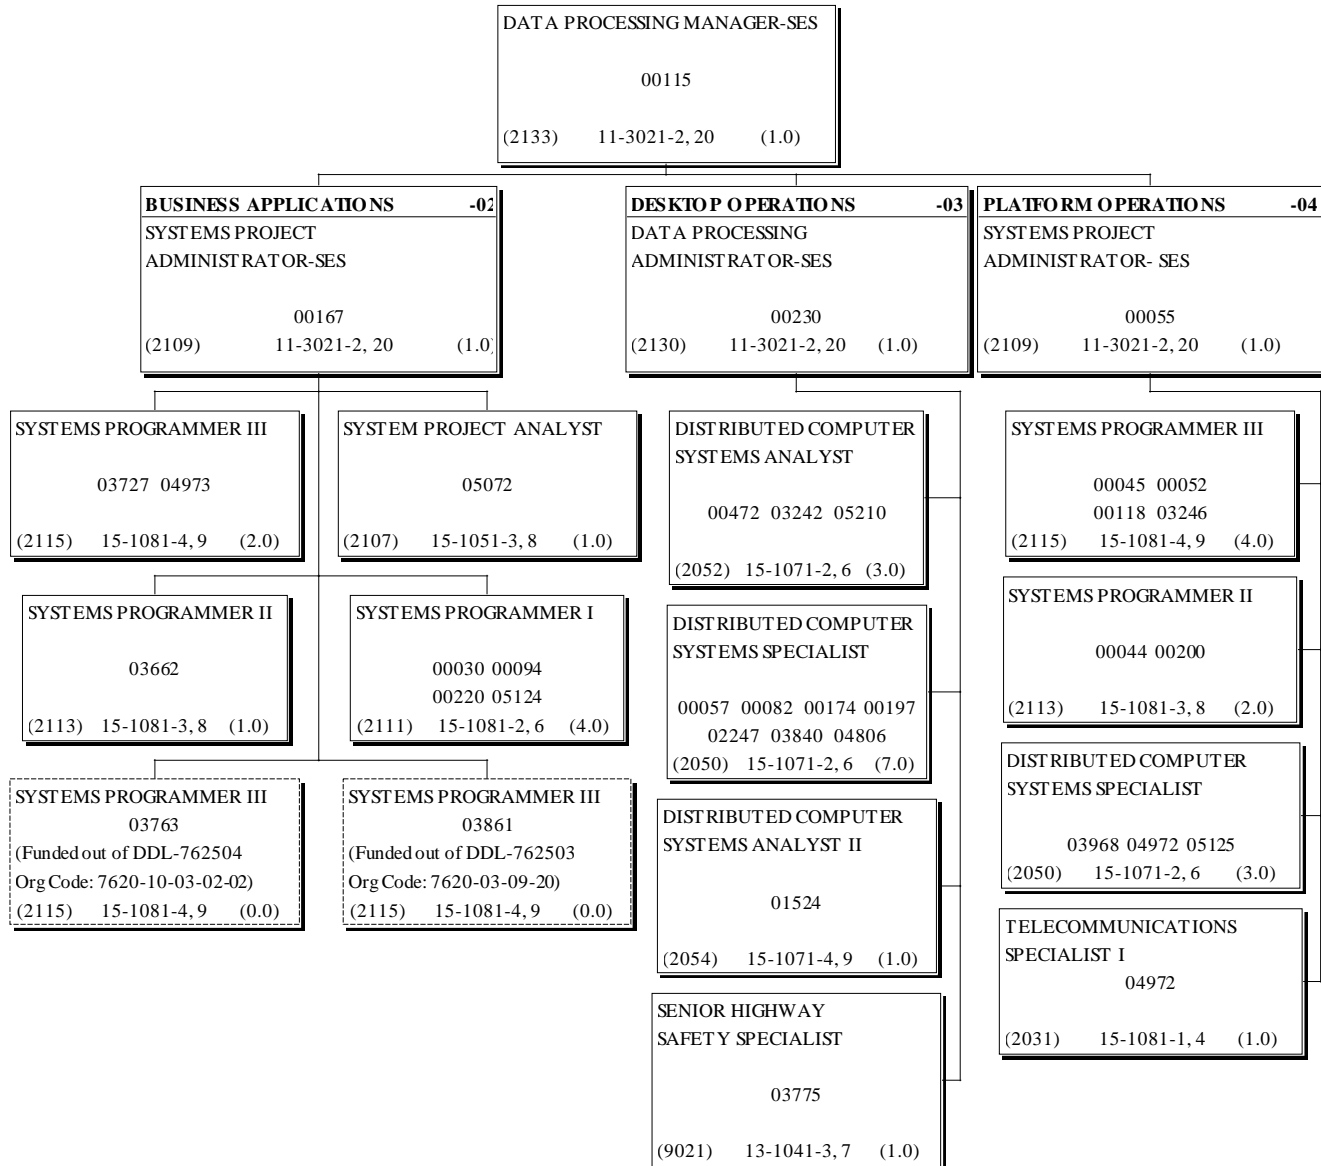 DATA PROCESSING MANAGER-SES
00115
(2133) 11-3021-2, 20 (1.0)
BUSINESS APPLICATIONS -02
SYSTEMS PROJECT
ADMINISTRATOR-SES
00167
(2109) 11-3021-2, 20 (1.0)
DESKTOP OPERATIONS -03
DATA PROCESSING
ADMINISTRATOR-SES
00230
(2130) 11-3021-2, 20 (1.0)
PLATFORM OPERATIONS -04
SYSTEMS PROJECT
ADMINISTRATOR- SES
00055
(2109) 11-3021-2, 20 (1.0)
SYSTEMS PROGRAMMER III
03727 04973
(2115) 15-1081-4, 9 (2.0)
SYSTEM PROJECT ANALYST
05072
(2107) 15-1051-3, 8 (1.0)
SYSTEMS PROGRAMMER II
03662
(2113) 15-1081-3, 8 (1.0)
SYSTEMS PROGRAMMER I
00030 00094
00220 05124
(2111) 15-1081-2, 6 (4.0)
SYSTEMS PROGRAMMER III
03763
(Funded out of DDL-762504
Org Code: 7620-10-03-02-02)
(2115) 15-1081-4, 9 (0.0)
SYSTEMS PROGRAMMER III
03861
(Funded out of DDL-762503
Org Code: 7620-03-09-20)
(2115) 15-1081-4, 9 (0.0)
DISTRIBUTED COMPUTER
SYSTEMS ANALYST
00472 03242 05210
(2052) 15-1071-2, 6 (3.0)
DISTRIBUTED COMPUTER
SYSTEMS SPECIALIST
00057 00082 00174 00197
02247 03840 04806
(2050) 15-1071-2, 6 (7.0)
DISTRIBUTED COMPUTER
SYSTEMS ANALYST II
01524
(2054) 15-1071-4, 9 (1.0)
SENIOR HIGHWAY
SAFETY SPECIALIST
03775
(9021) 13-1041-3, 7 (1.0)
SYSTEMS PROGRAMMER III
00045 00052
00118 03246
(2115) 15-1081-4, 9 (4.0)
SYSTEMS PROGRAMMER II
00044 00200
(2113) 15-1081-3, 8 (2.0)
DISTRIBUTED COMPUTER
SYSTEMS SPECIALIST
03968 04972 05125
(2050) 15-1071-2, 6 (3.0)
TELECOMMUNICATIONS
SPECIALIST I
04972
(2031) 15-1081-1, 4 (1.0)